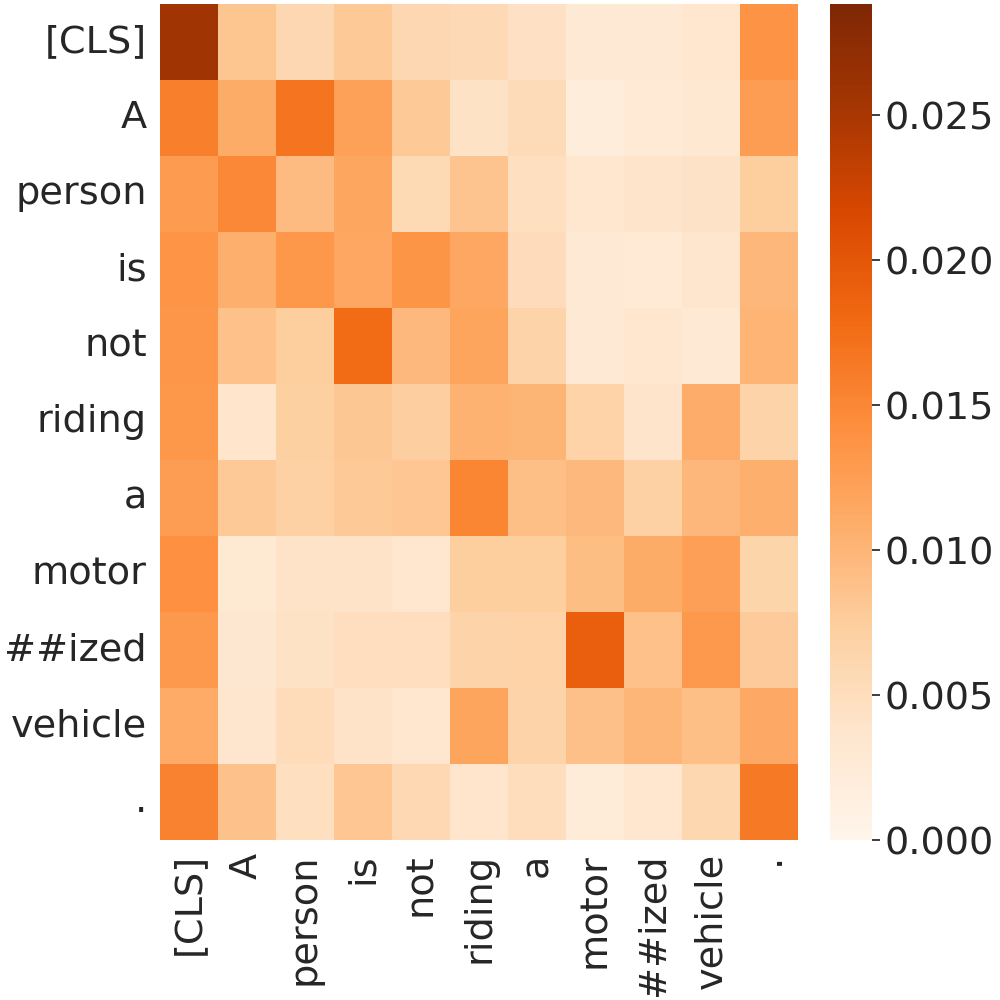 [CLS]
A
person
is
not
riding
a
motor
##ized
vehicle
.
[CLS]
A
person
is
not
riding
a
motor
##ized
vehicle
.
0.025
0.020
0.015
0.010
0.005
0.000